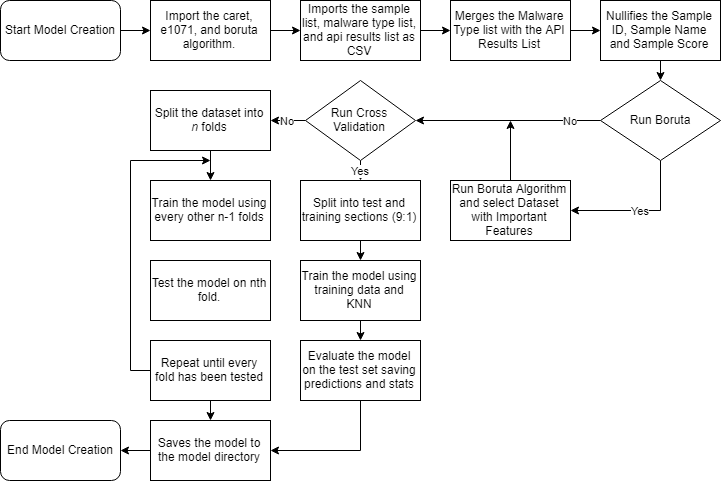 Start Model Creation
Import the caret,
e1071, and boruta
algorithm.
Imports the sample
list, malware type list,
and api results list as
CSV
Merges the Malware
Type list with the API
Results List
Nullifies the Sample
ID, Sample Name
and Sample Score
Split the dataset into
n folds
No
Run Cross
Validation
No
Run Boruta
Yes
Train the model using
every other n-1 folds
Split into test and
training sections (9:1)
Run Boruta Algorithm
and select Dataset
with Important
Features
Yes
Test the model on nth
fold.
Train the model using
training data and
KNN
Repeat until every
fold has been tested
Evaluate the model
on the test set saving
predictions and stats
End Model Creation
Saves the model to
the model directory